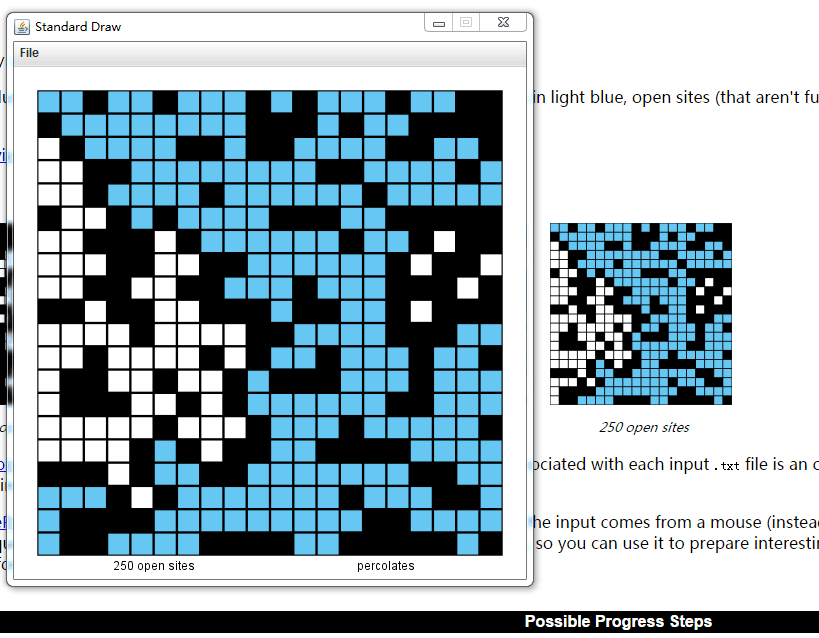 Standard Draw
File
in light blue, open sites (that aren't fu
250 open sites
percolates
250 open sites
ociated with each input .txt file is an o
he input comes from a mouse (instead
so you can use it to prepare interestin
Possible Progress Steps